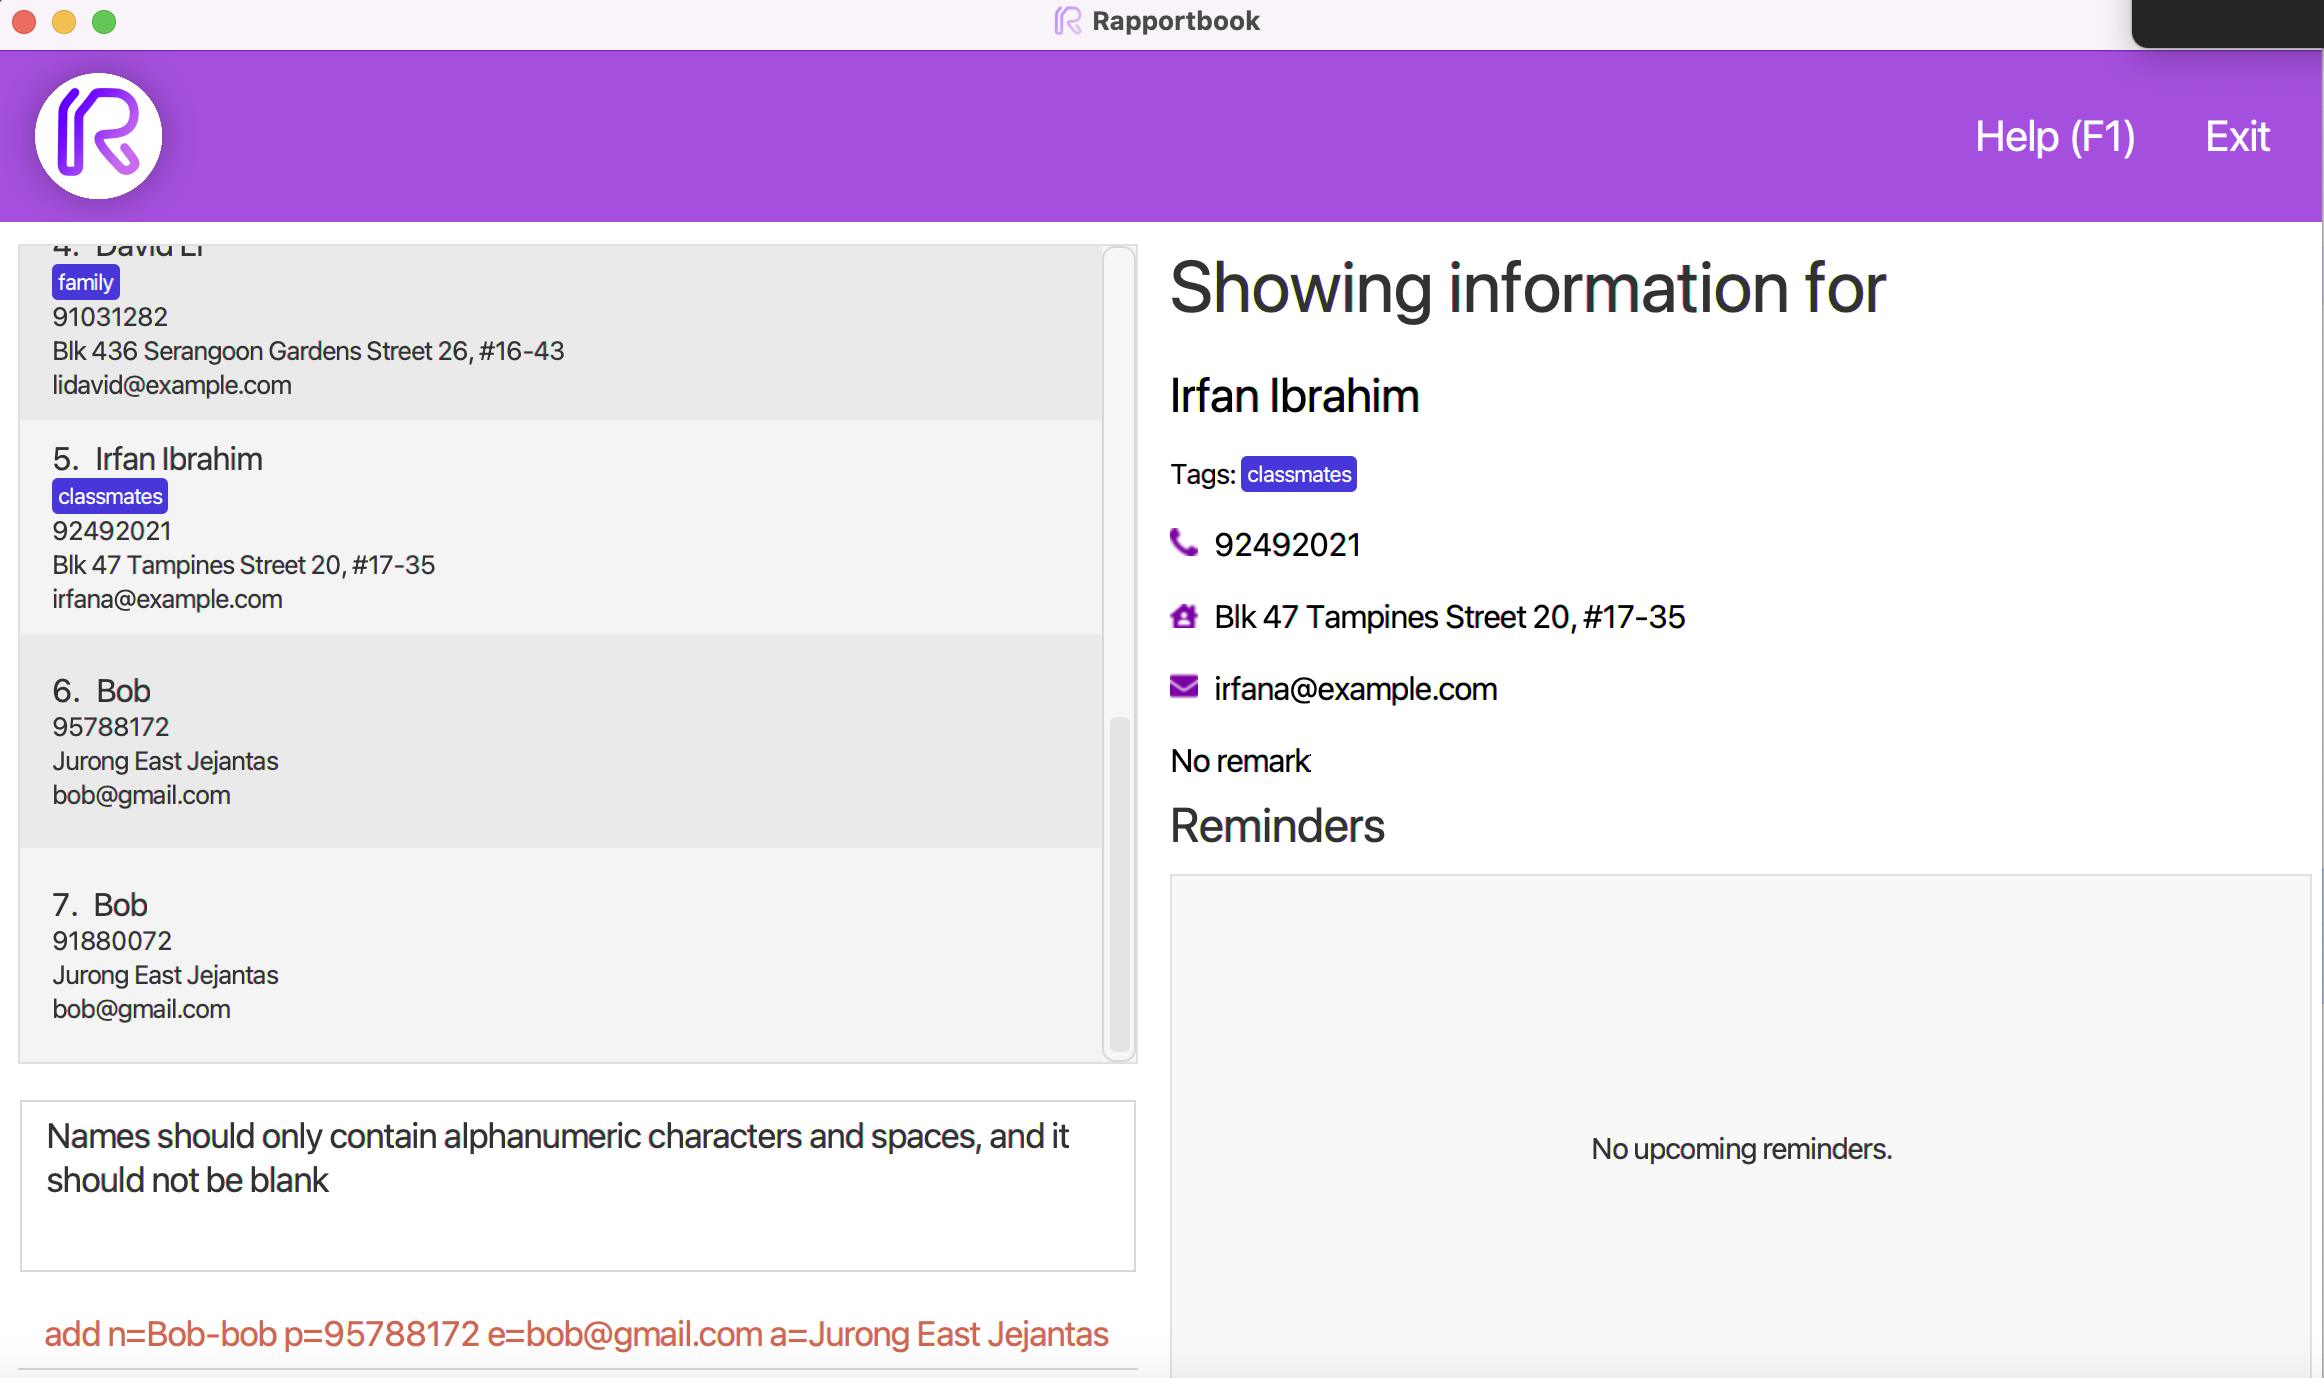 Rapportbook
Help (F1) Exit
4. David Li
family
91031282
Blk 436 Serangoon Gardens Street 26, #16-43
lidavid@example.com
5. Irfan Ibrahim
classmates
92492021
Blk 47 Tampines Street 20, #17-35
irfana@example.com
6. Bob
95788172
Jurong East Jejantas
bob@gmail.com
7. Bob
91880072
Jurong East Jejantas
bob@gmail.com
Names should only contain alphanumeric characters and spaces, and it
should not be blank
add n=Bob-bob p=95788172 e=bob@gmail.com a=Jurong East Jejantas
Showing information for
Irfan Ibrahim
Tags: classmates
92492021
Blk 47 Tampines Street 20, #17-35
irfana@example.com
No remark
Reminders
No upcoming reminders.